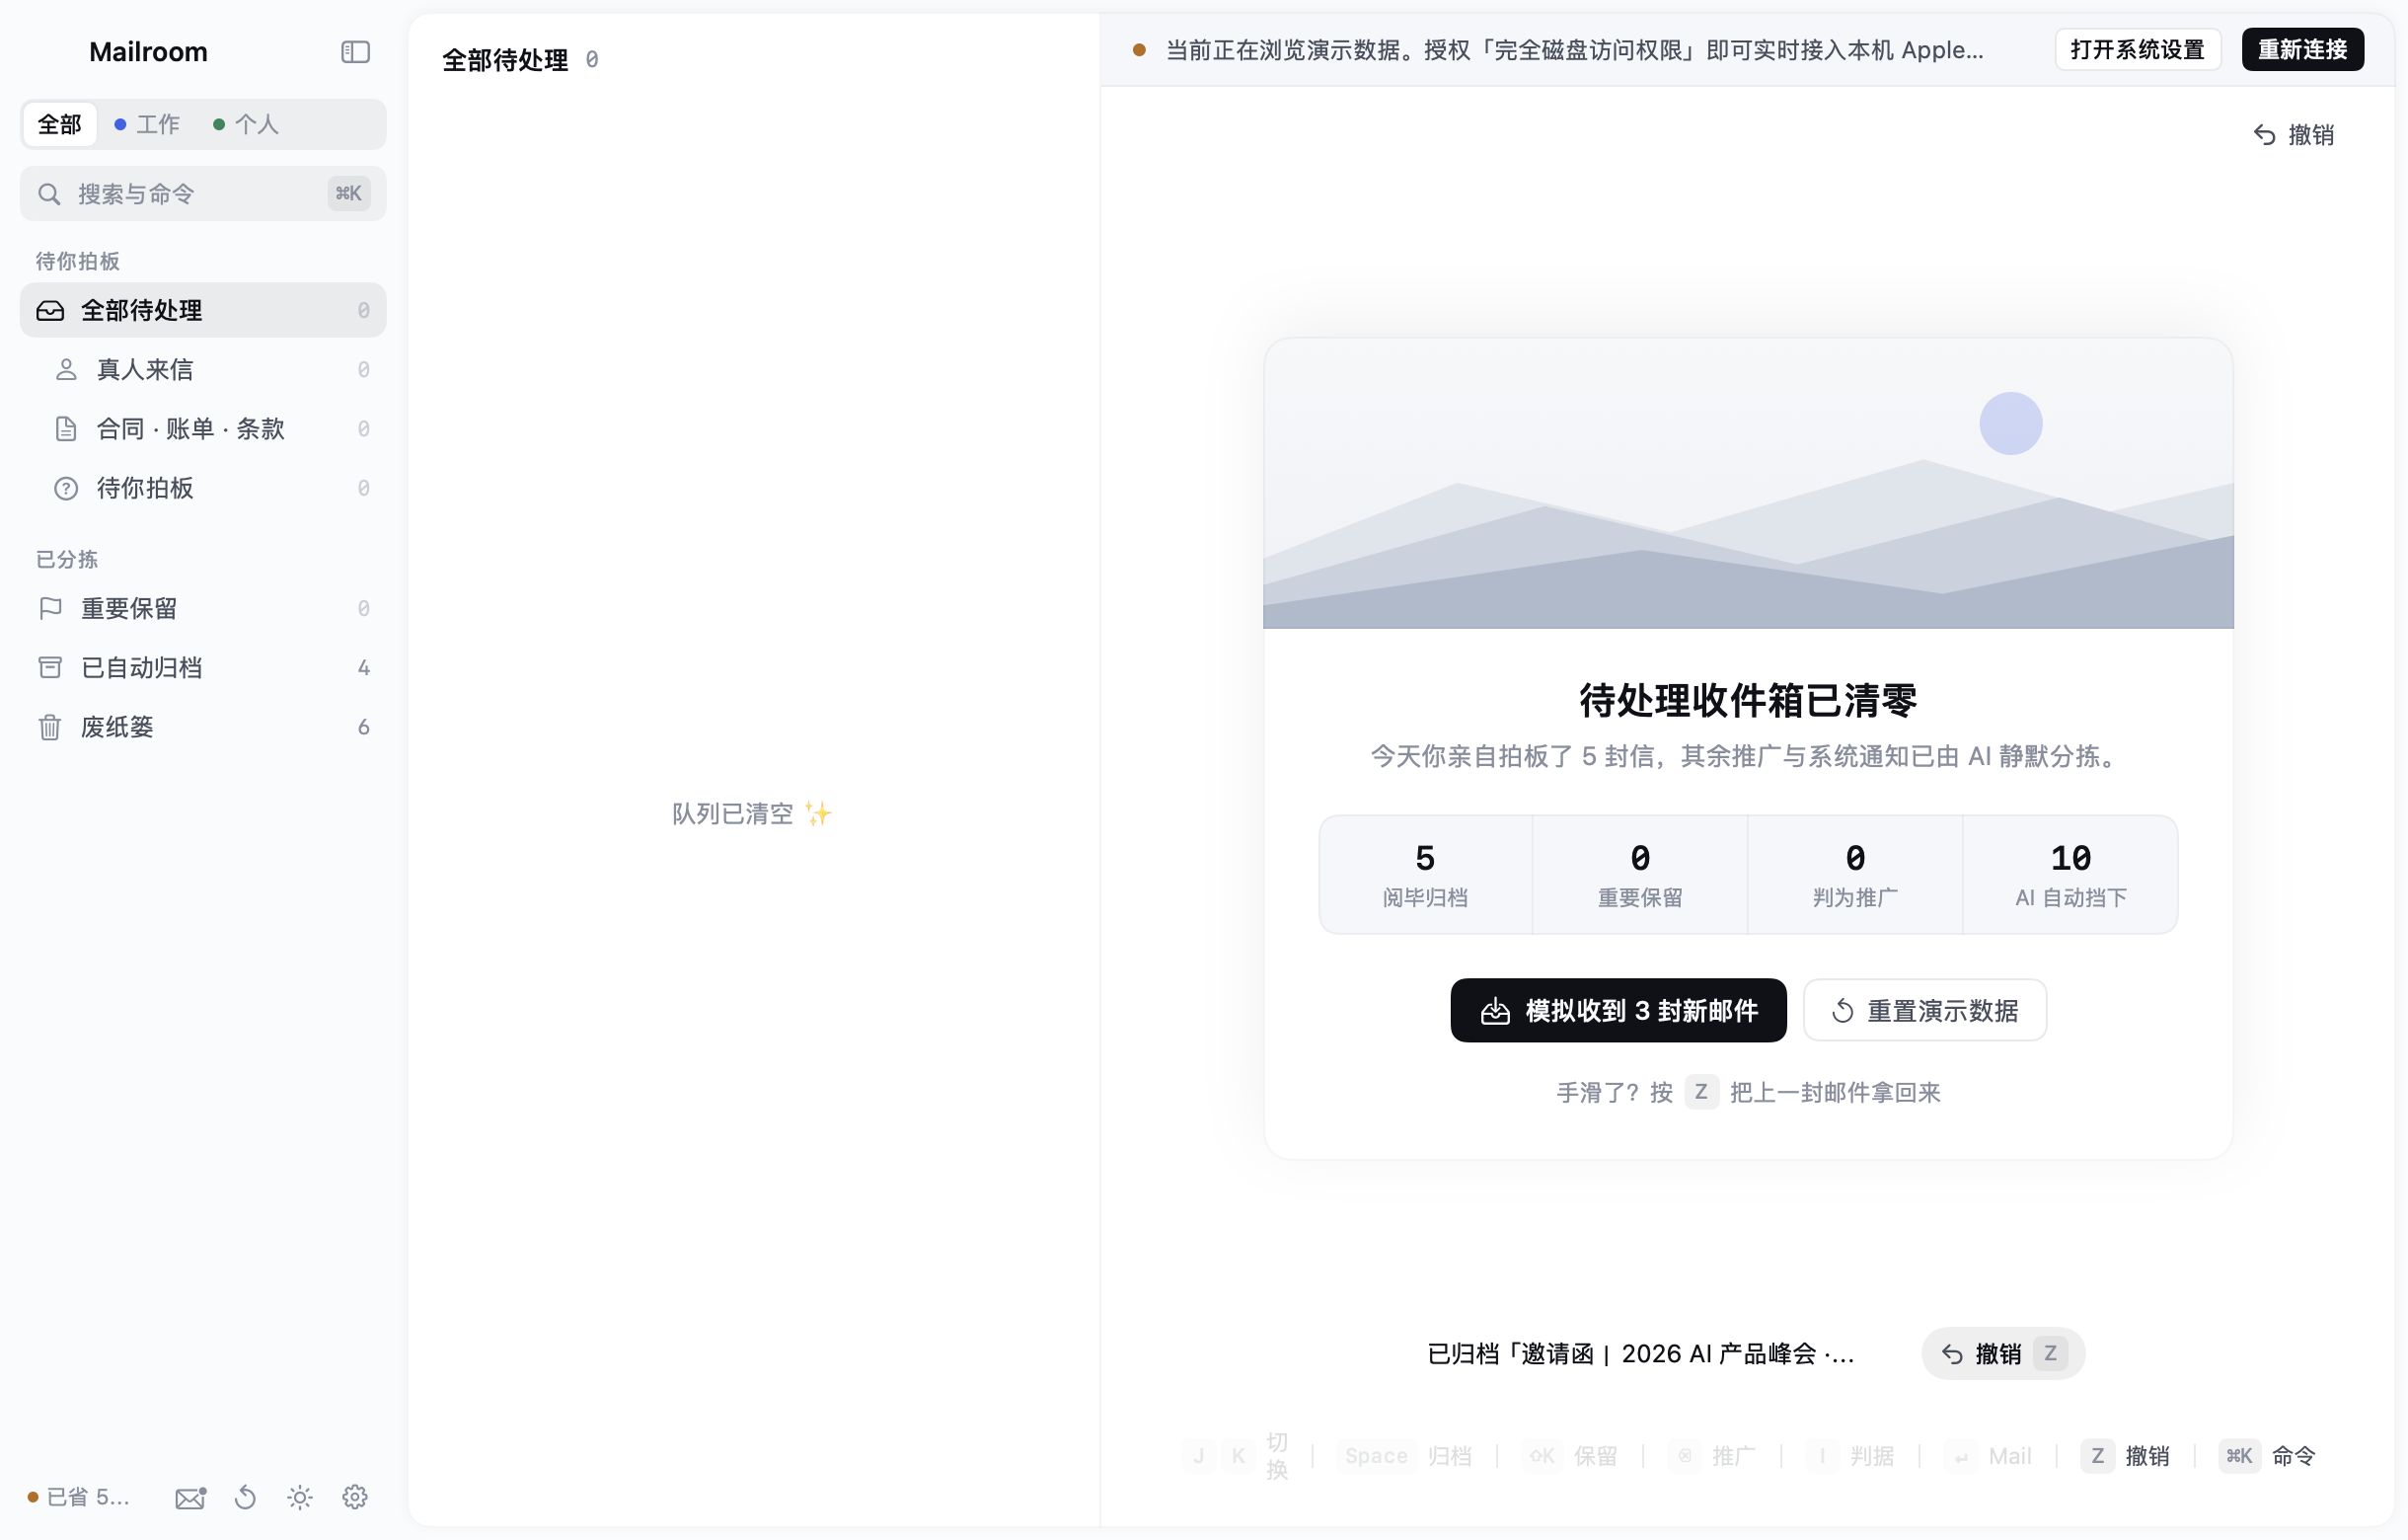 Mailroom
全部 工作 个人
搜索与命令 ⌘K
待你拍板
全部待处理 0
真人来信 0
合同 · 账单 · 条款 0
待你拍板 0
已分拣
重要保留 0
已自动归档 4
废纸篓 6
已省 5...
全部待处理 0
队列已清空 ✨
当前正在浏览演示数据。授权「完全磁盘访问权限」即可实时接入本机 Apple... 打开系统设置 重新连接
撤销
待处理收件箱已清零
今天你亲自拍板了 5 封信，其余推广与系统通知已由 AI 静默分拣。
5 0 0 10
阅毕归档 重要保留 判为推广 AI 自动挡下
模拟收到 3 封新邮件 重置演示数据
手滑了？按 Z 把上一封邮件拿回来
已归档「邀请函｜2026 AI 产品峰会 ·... 撤销 Z
J K 切换 | Space 归档 | ⇧K 保留 | ⌫ 推广 | I 判据 | ↵ Mail | Z 撤销 | ⌘K 命令